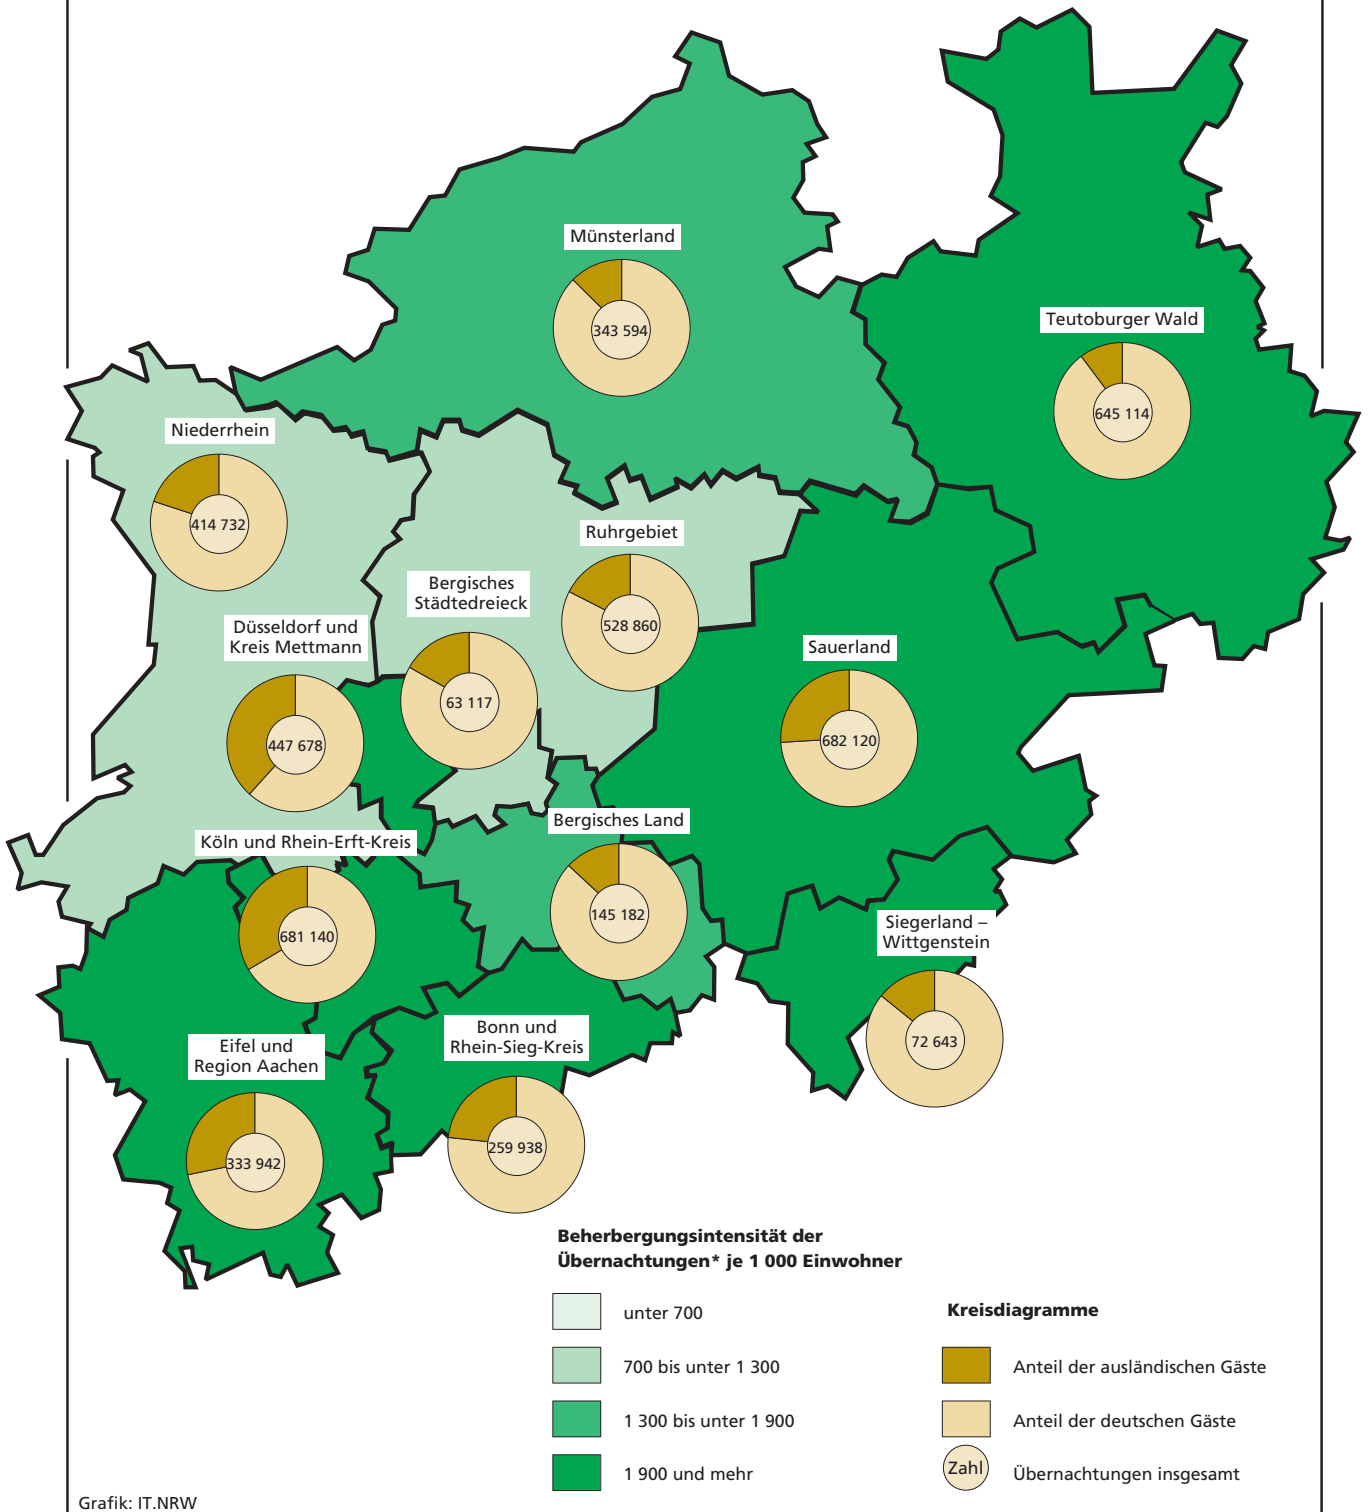 Münsterland
343 594
Teutoburger Wald
645 114
Niederrhein
414 732
Ruhrgebiet
528 860
Bergisches
Städtedreieck
63 117
Düsseldorf und
Kreis Mettmann
447 678
Sauerland
682 120
Bergisches Land
145 182
Köln und Rhein-Erft-Kreis
681 140
Siegerland –
Wittgenstein
72 643
Bonn und
Rhein-Sieg-Kreis
259 938
Eifel und
Region Aachen
333 942
Beherbergungsintensität der
Übernachtungen* je 1 000 Einwohner
unter 700
700 bis unter 1 300
1 300 bis unter 1 900
1 900 und mehr
Kreisdiagramme
Anteil der ausländischen Gäste
Anteil der deutschen Gäste
Zahl
Übernachtungen insgesamt
Grafik: IT.NRW